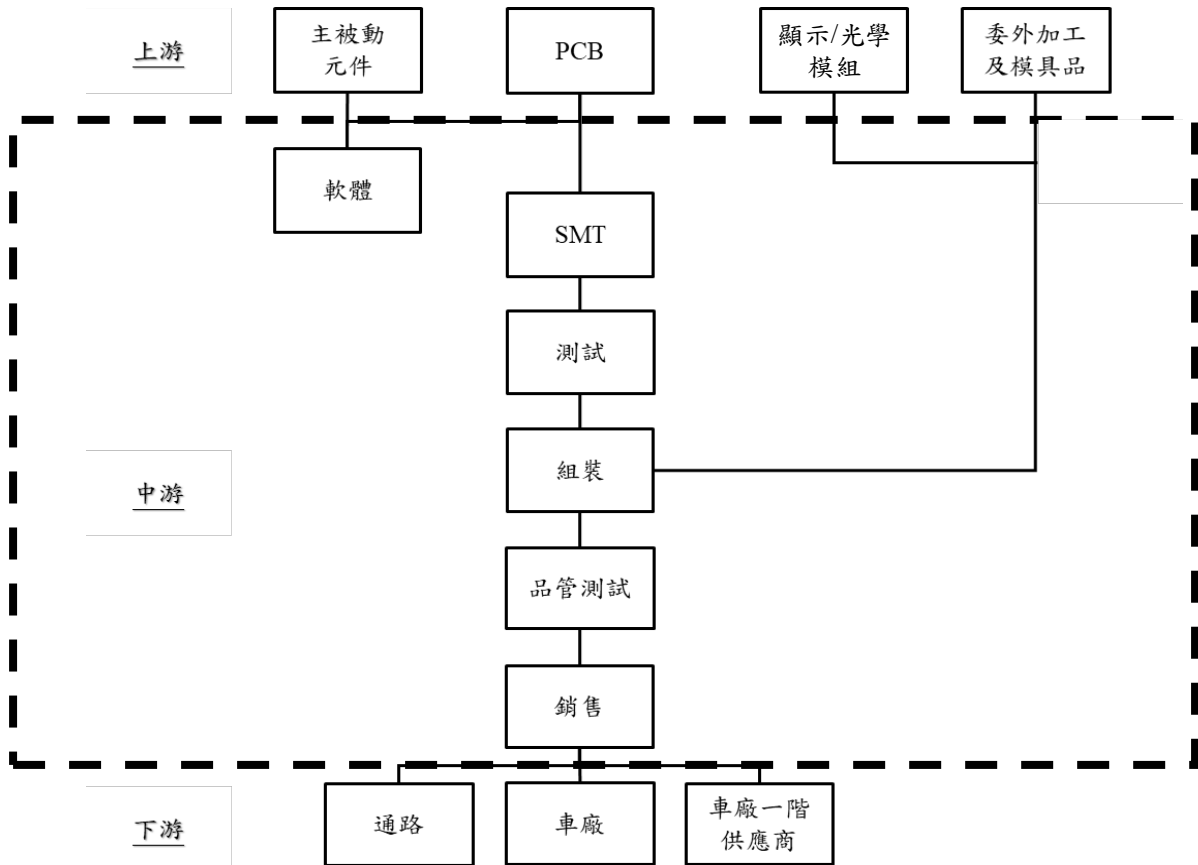 上游
主被動
元件
PCB
顯示/光學
模組
委外加工
及模具品
軟體
SMT
測試
組裝
中游
品管測試
銷售
下游
通路
車廠
車廠一階
供應商